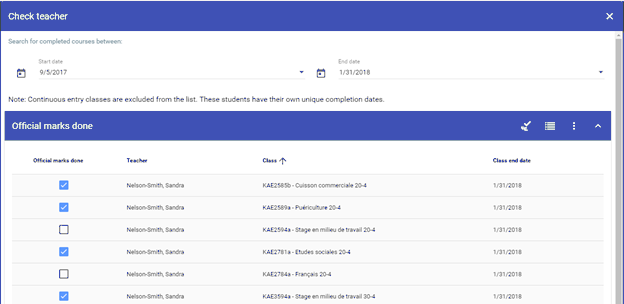 Check teacher
Search for completed courses between:
Start date End date
9/5/2017 1/31/2018
Note: Continuous entry classes are excluded from the list. These students have their own unique completion dates.
Official marks done
Official marks done Teacher Class Class end date
Nelson-Smith, Sandra KAE2585b - Cuisson commerciale 20-4 1/31/2018
Nelson-Smith, Sandra KAE2589a - Puériculture 20-4 1/31/2018
Nelson-Smith, Sandra KAE2594a - Stage en milieu de travail 20-4 1/31/2018
Nelson-Smith, Sandra KAE2781a - Etudes sociales 20-4 1/31/2018
Nelson-Smith, Sandra KAE2784a - Français 20-4 1/31/2018
Nelson-Smith, Sandra KAE3594a - Stage en milieu de travail 30-4 1/31/2018